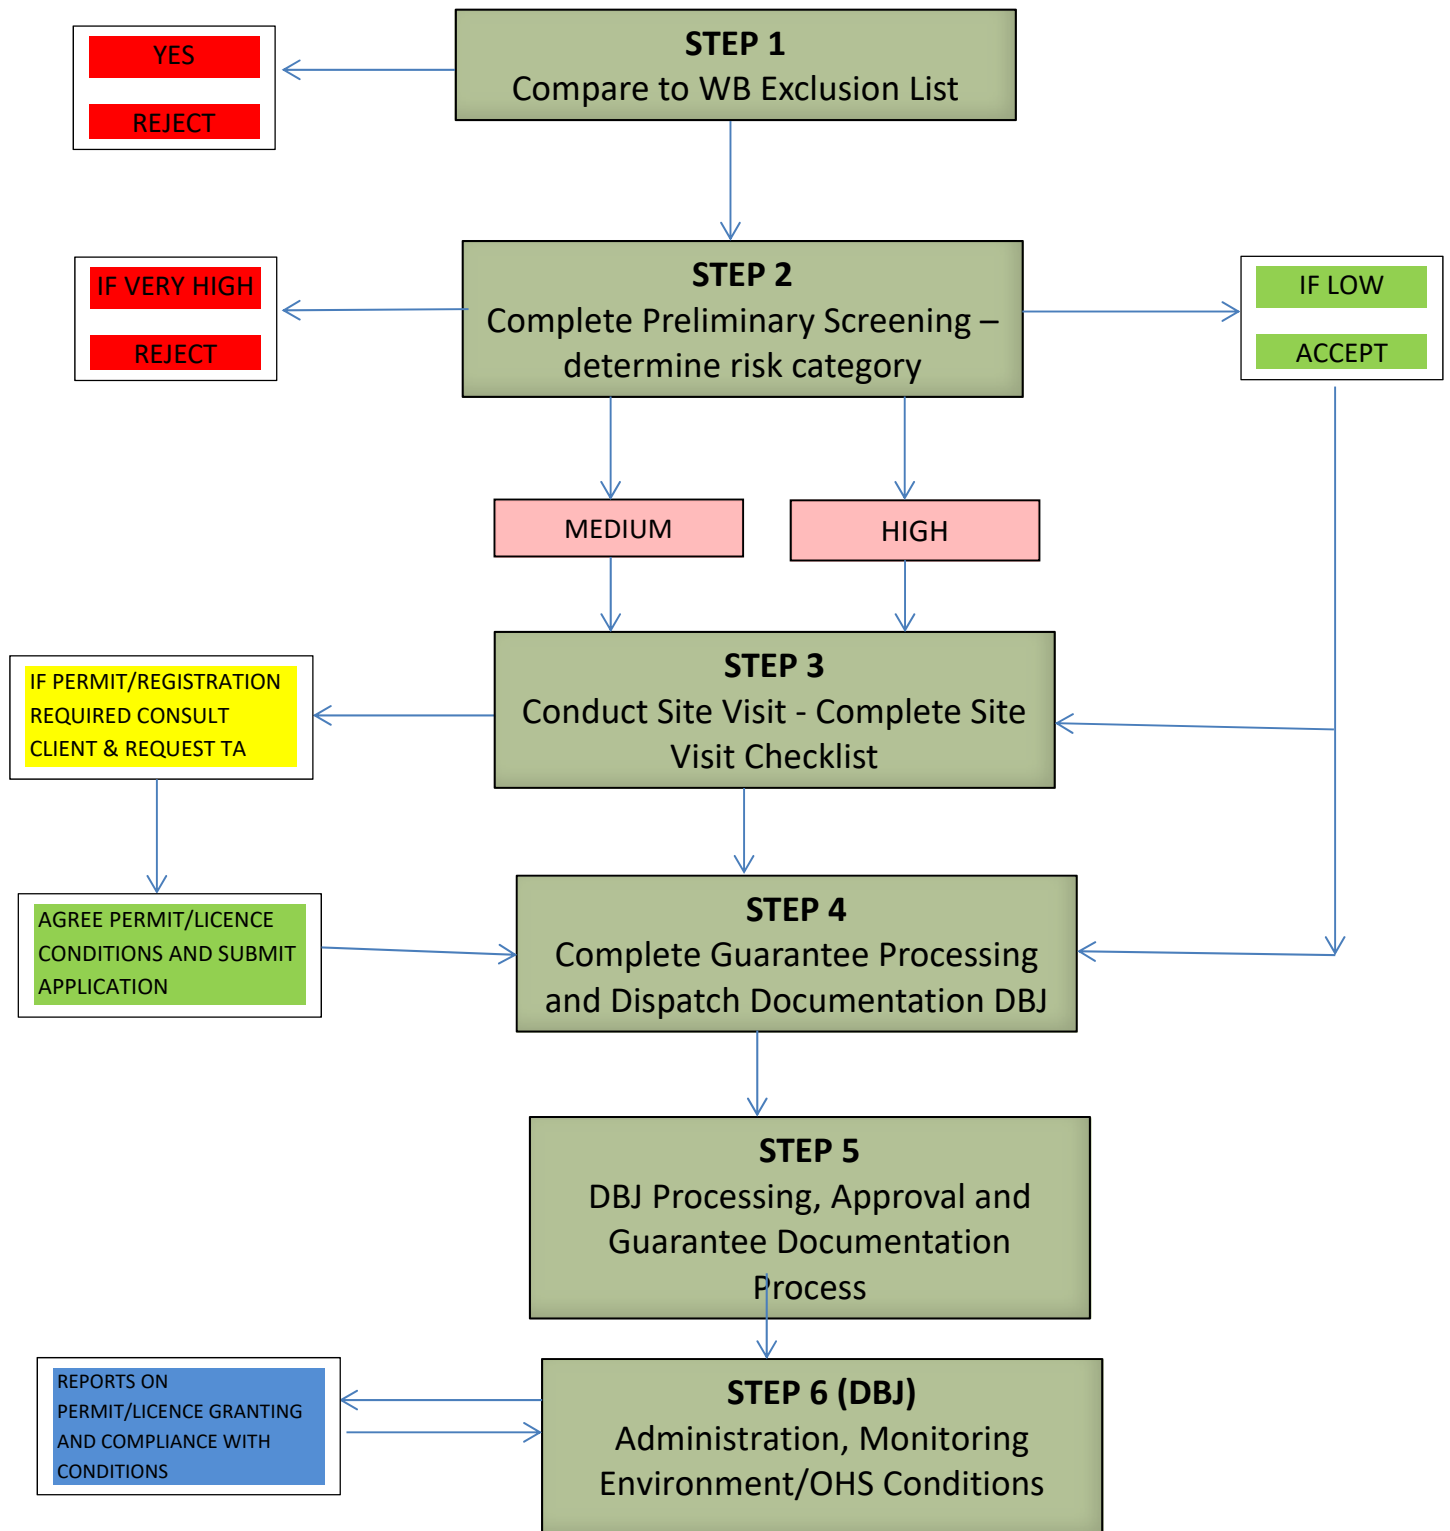 STEP 1
Compare to WB Exclusion List
YES
REJECT
STEP 2
Complete Preliminary Screening –
determine risk category
IF VERY HIGH
REJECT
IF LOW
ACCEPT
MEDIUM
HIGH
STEP 3
Conduct Site Visit - Complete Site
Visit Checklist
IF PERMIT/REGISTRATION
REQUIRED CONSULT
CLIENT & REQUEST TA
AGREE PERMIT/LICENCE
CONDITIONS AND SUBMIT
APPLICATION
STEP 4
Complete Guarantee Processing
and Dispatch Documentation DBJ
STEP 5
DBJ Processing, Approval and
Guarantee Documentation
Process
STEP 6 (DBJ)
Administration, Monitoring
Environment/OHS Conditions
REPORTS ON
PERMIT/LICENCE GRANTING
AND COMPLIANCE WITH
CONDITIONS